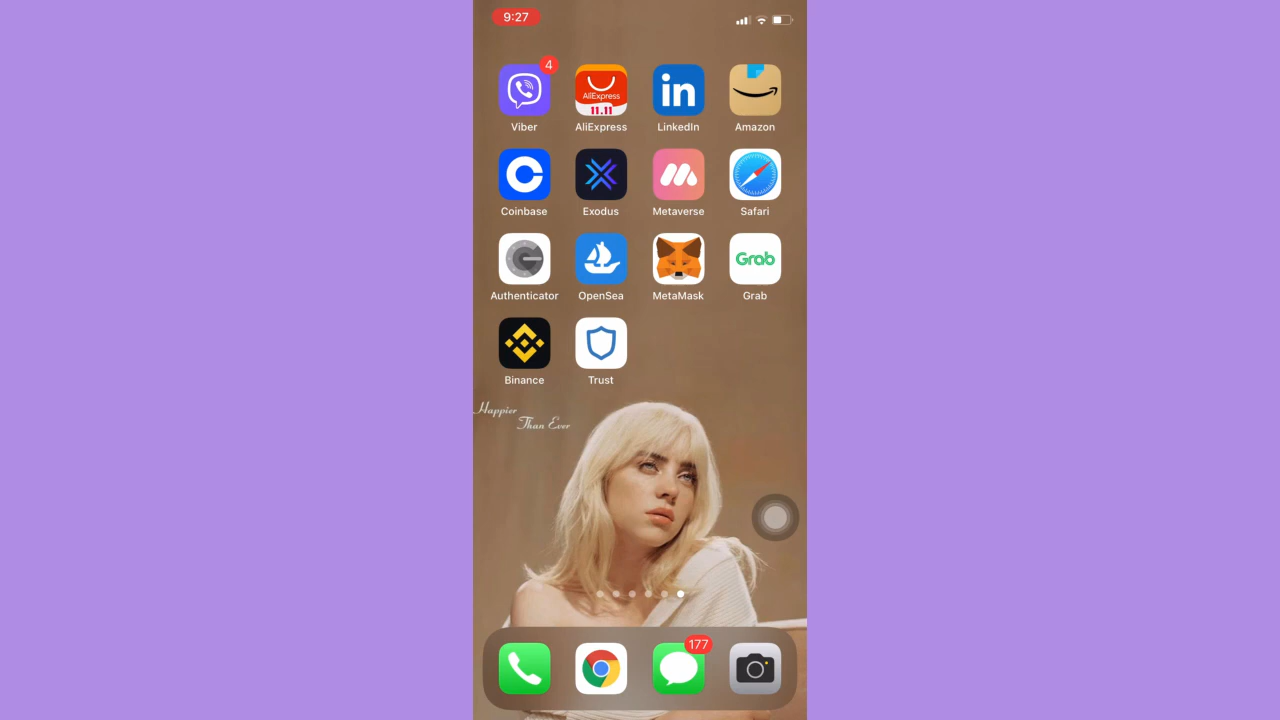 9:27
4
AliExpress
11.11
in
Viber
AliExpress
LinkedIn
Amazon
Coinbase
Exodus
Metaverse
Safari
Grab
Authenticator
OpenSea
MetaMask
Grab
Binance
Trust
Happier
Than Ever
177